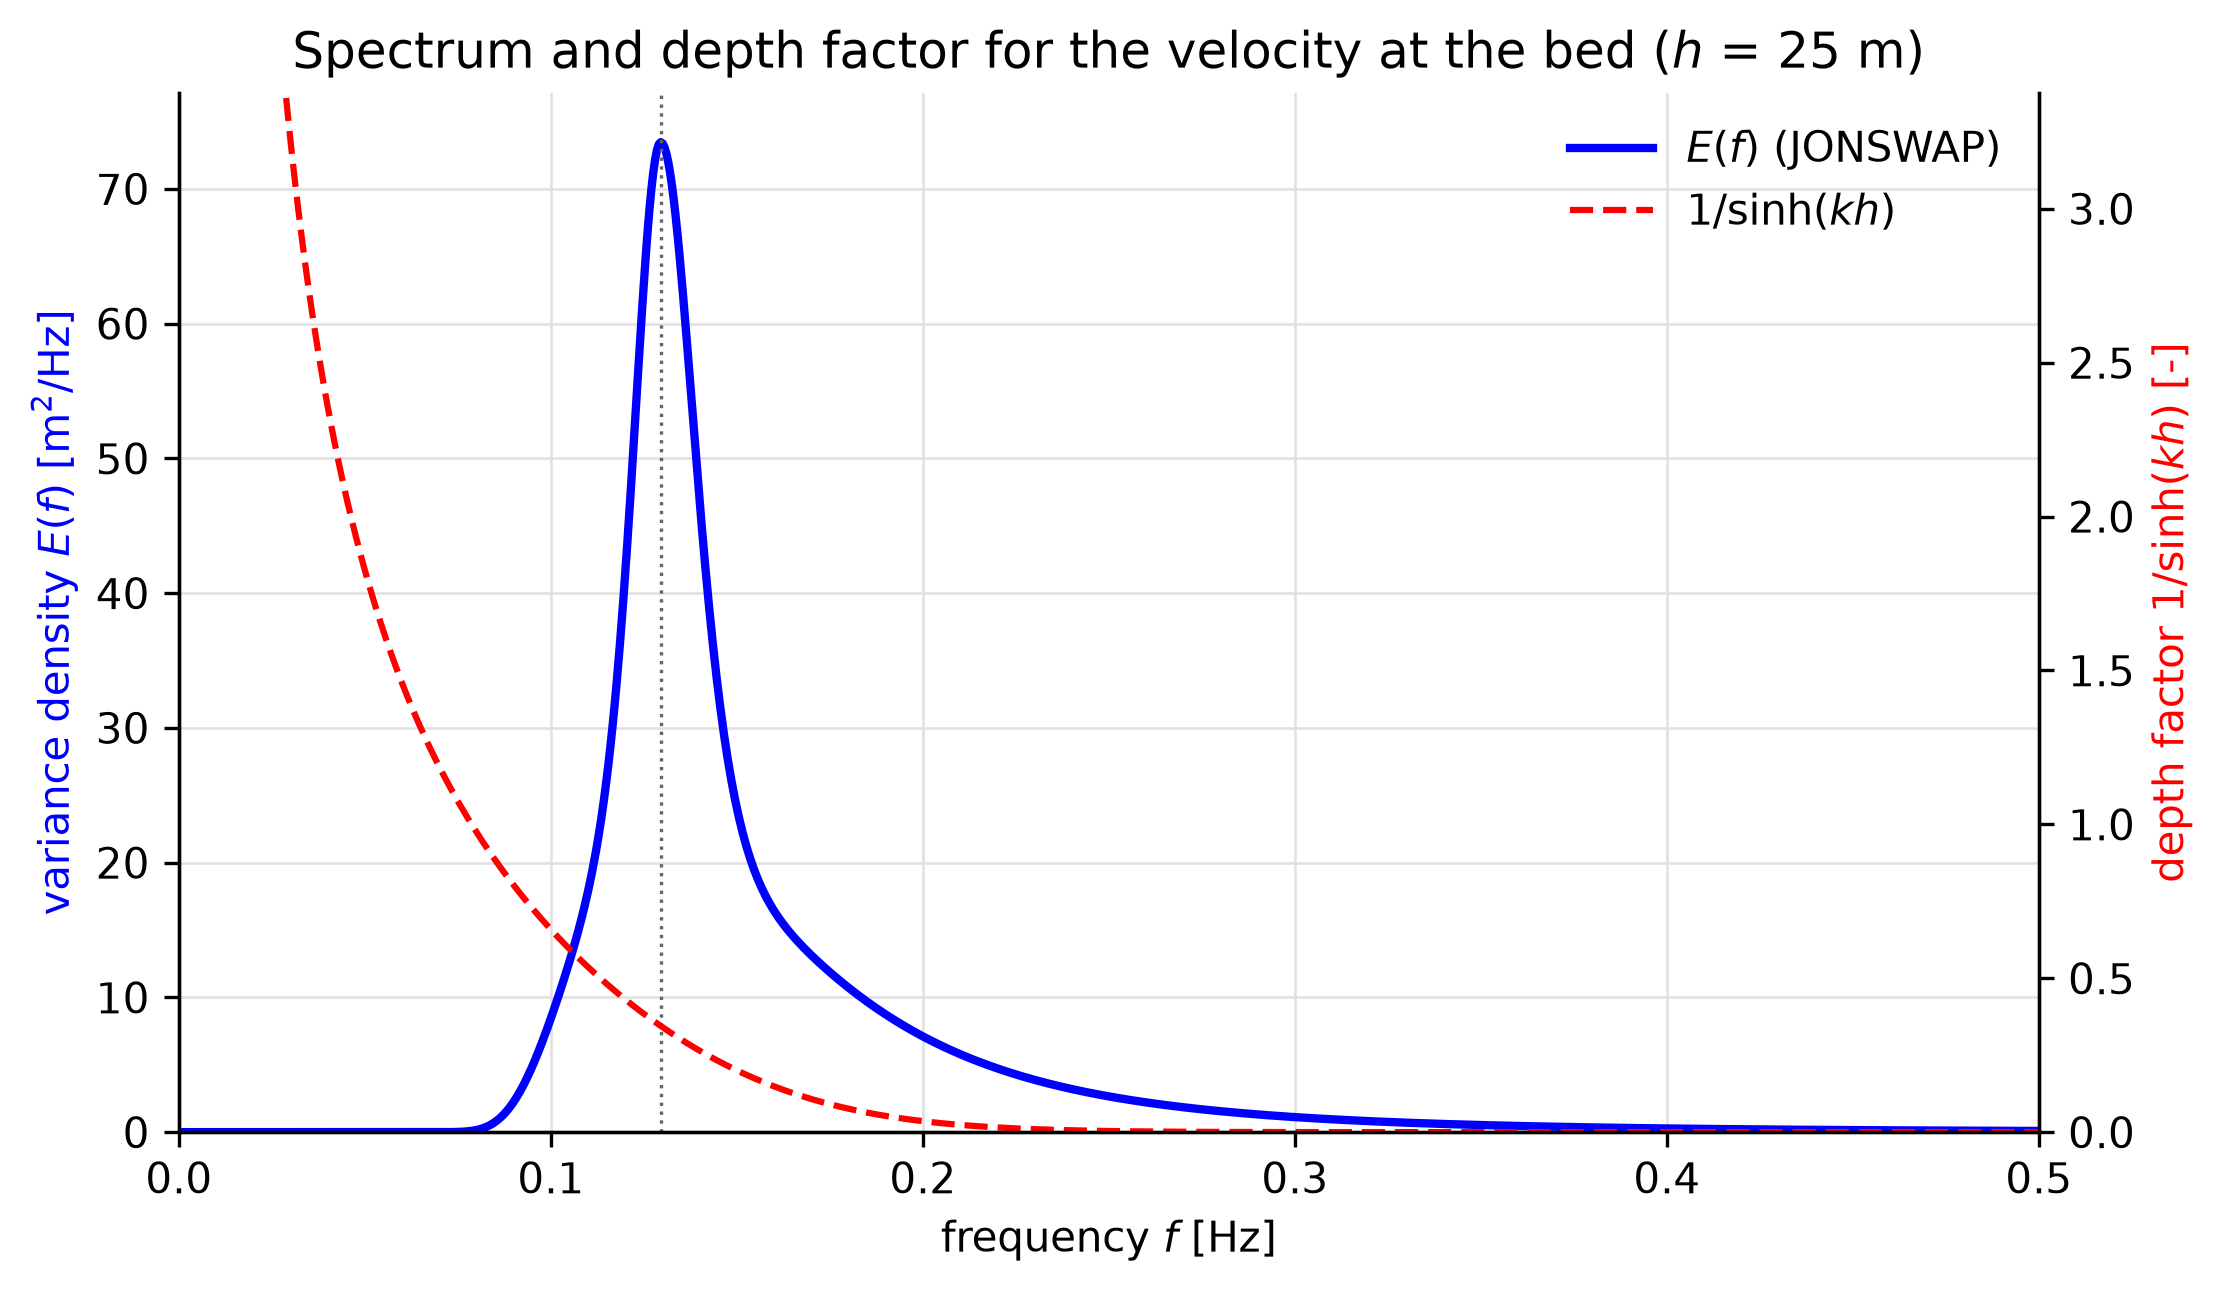 Spectrum and depth factor for the velocity at the bed (h = 25 m)
E(f) (JONSWAP)
1/sinh(kh)
variance density E(f) [m²/Hz]
70
60
50
40
30
20
10
0
3.0
2.5
2.0
1.5
1.0
0.5
0.0
depth factor 1/sinh(kh) [-]
0.0 0.1 0.2 0.3 0.4 0.5
frequency f [Hz]